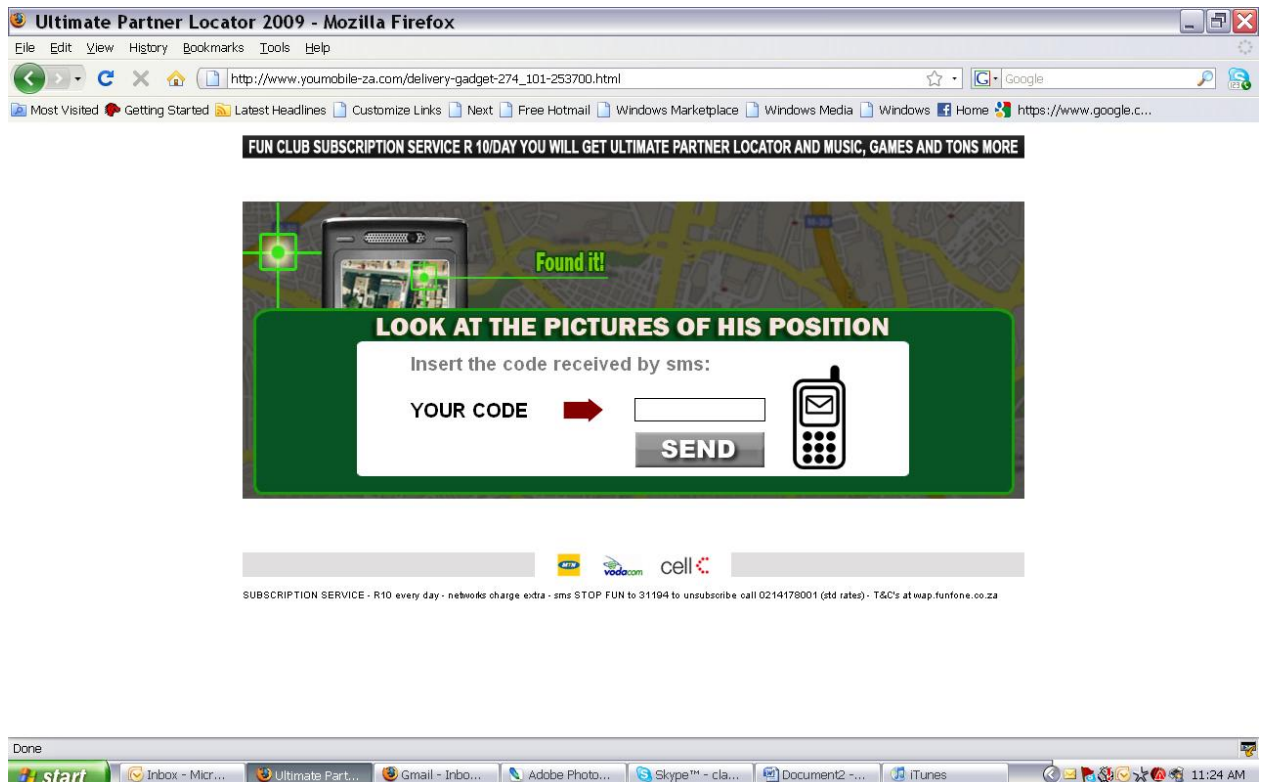 Ultimate Partner Locator 2009 - Mozilla Firefox
File Edit View History Bookmarks Tools Help
http://www.youmobile-za.com/delivery-gadget-274_101-253700.html G Google
Most Visited Getting Started Latest Headlines Customize Links Next Free Hotmail Windows Marketplace Windows Media Windows Home https://www.google.c...
FUN CLUB SUBSCRIPTION SERVICE R 10/DAY YOU WILL GET ULTIMATE PARTNER LOCATOR AND MUSIC, GAMES AND TONS MORE
Found it!
LOOK AT THE PICTURES OF HIS POSITION
Insert the code received by sms:
YOUR CODE
SEND
MTN vodacom cell
SUBSCRIPTION SERVICE - R10 every day - networks charge extra - sms STOP FUN to 31194 to unsubscribe call 0214178001 (std rates) - T&C's at wap.funfone.co.za
Done
start Inbox - Micr... Ultimate Part... Gmail - Inbo... Adobe Photo... Skype™ - cla... Document2 -... iTunes 11:24 AM